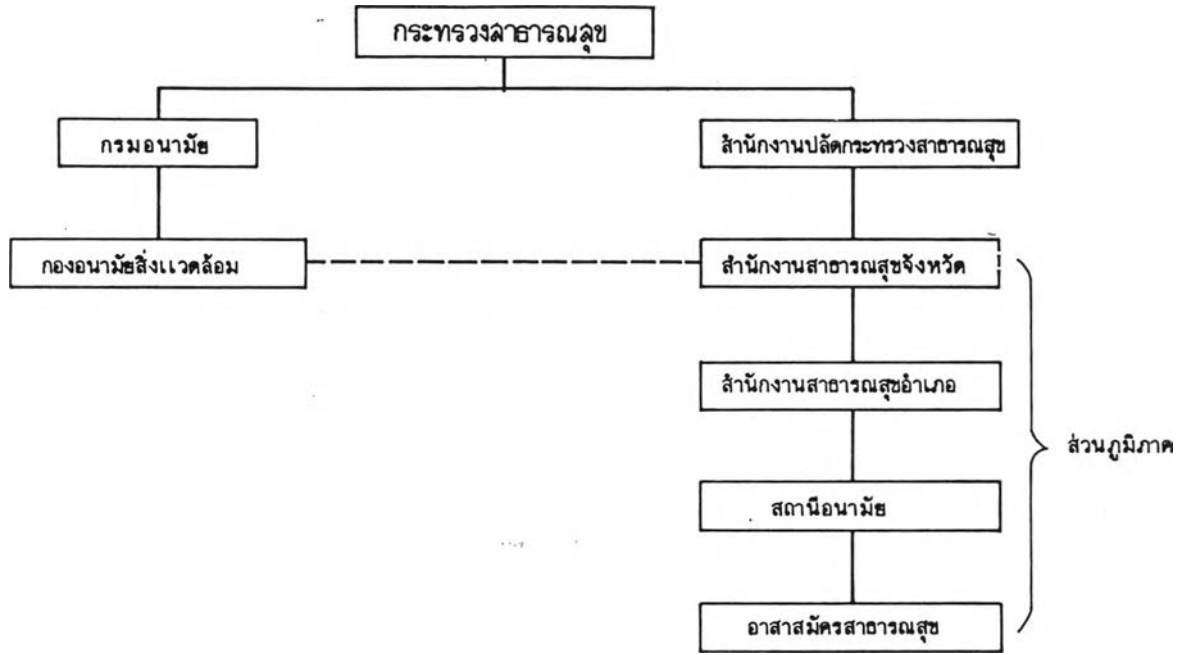 กระทรวงสาธารณสุข
กรมอนามัย
สำนักงานปลัดกระทรวงสาธารณสุข
กองอนามัยสิ่งแวดล้อม
สำนักงานสาธารณสุขจังหวัด
สำนักงานสาธารณสุขอำเภอ
ส่วนภูมิภาค
สถานีอนามัย
อาสาสมัครสาธารณสุข